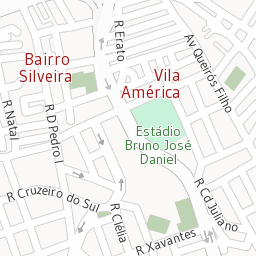 R Erato
Av Queirós Filho
Bairro
Silveira
Vila
América
R Natal
R D Pedro I
Estádio
Bruno José
Daniel
R Cruzeiro do Sul
R Clélia
R Cd Juliano
R Xavantes